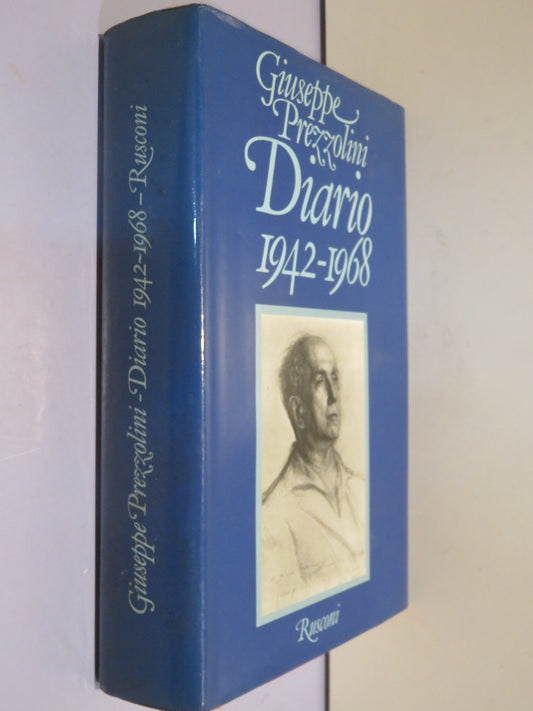 Giuseppe Prezzolini - Diario 1942-1968 - Rusconi
Giuseppe
Prezzolini
Diario
1942-1968
Rusconi